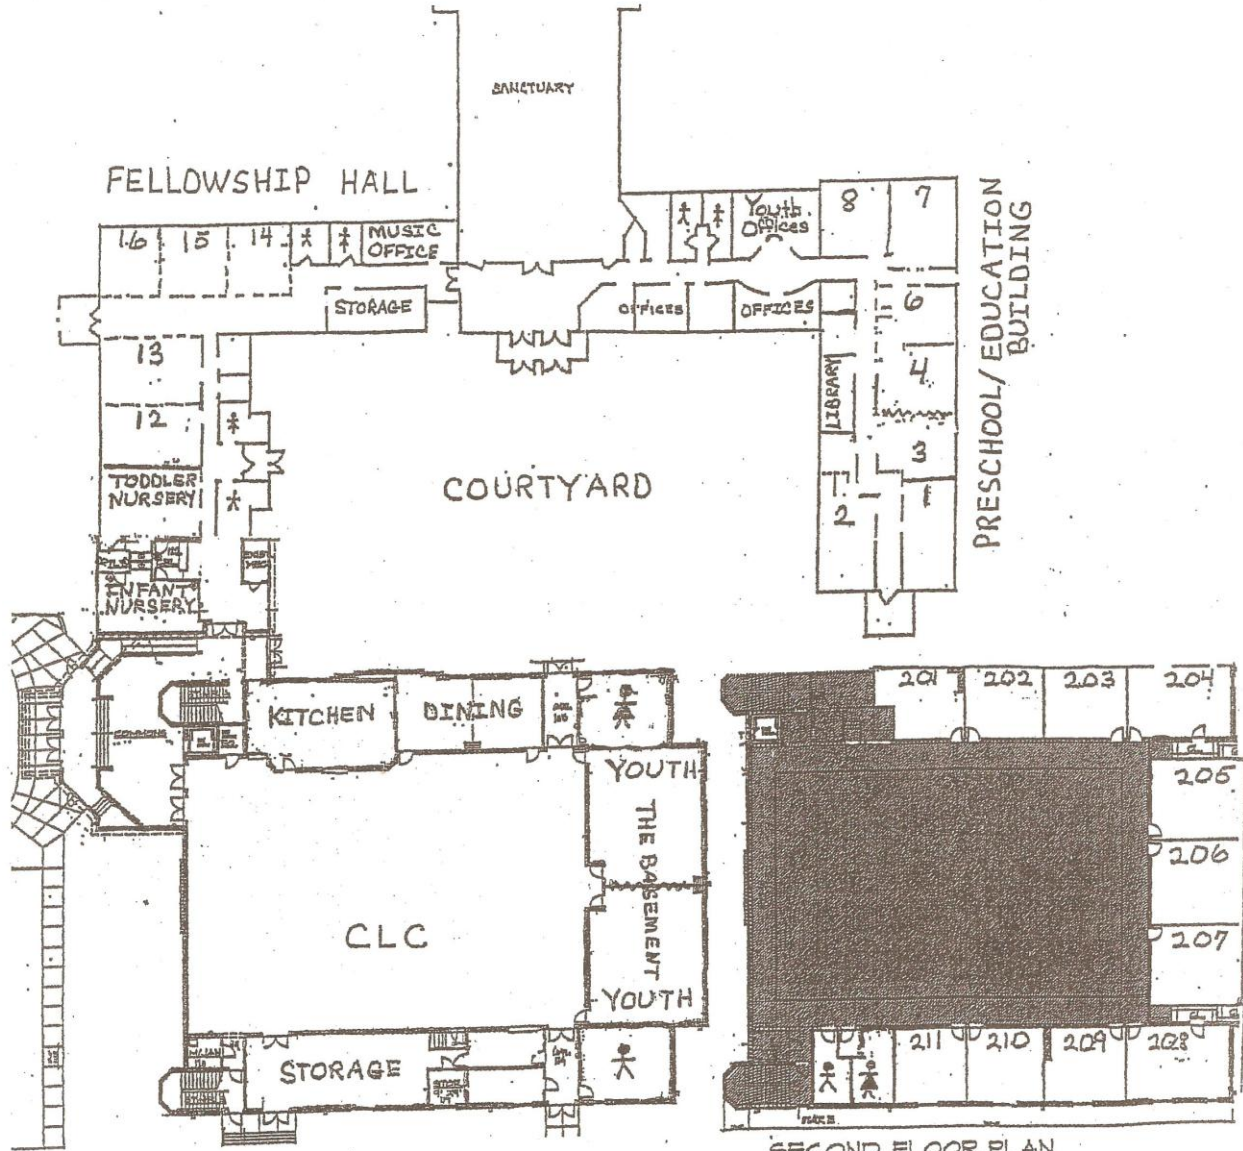 SANCTUARY
FELLOWSHIP HALL
16
15
14
MUSIC
OFFICE
Youth
Offices
8
7
STORAGE
OFFICES
OFFICES
6
PRESCHOOL/EDUCATION
BUILDING
13
LIBRARY
4
12
3
TODDLER
NURSERY
COURTYARD
2
1
INFANT
NURSERY
KITCHEN
DINING
201
202
203
204
COMMONS
YOUTH
205
THE BASEMENT
206
CLC
207
YOUTH
STORAGE
211
210
209
208
SECOND FLOOR PLAN